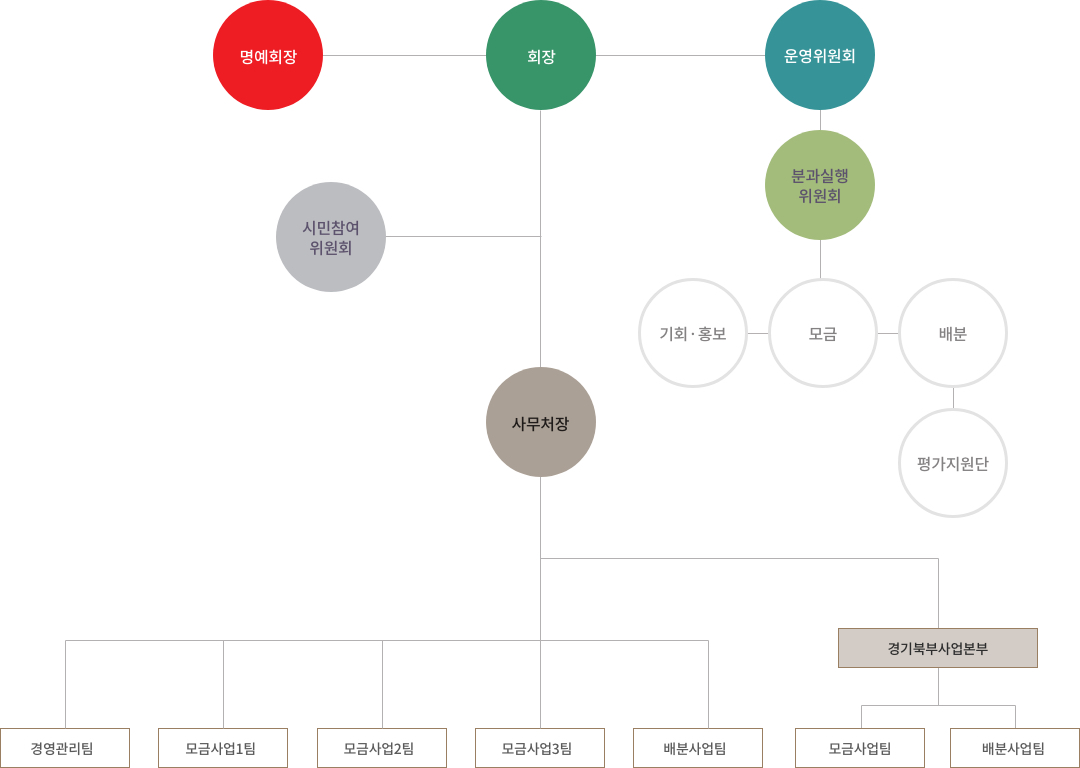 명예회장
회장
운영위원회
분과실행
위원회
시민참여
위원회
기회·홍보
모금
배분
사무처장
평가지원단
경기북부사업본부
경영관리팀
모금사업1팀
모금사업2팀
모금사업3팀
배분사업팀
모금사업팀
배분사업팀